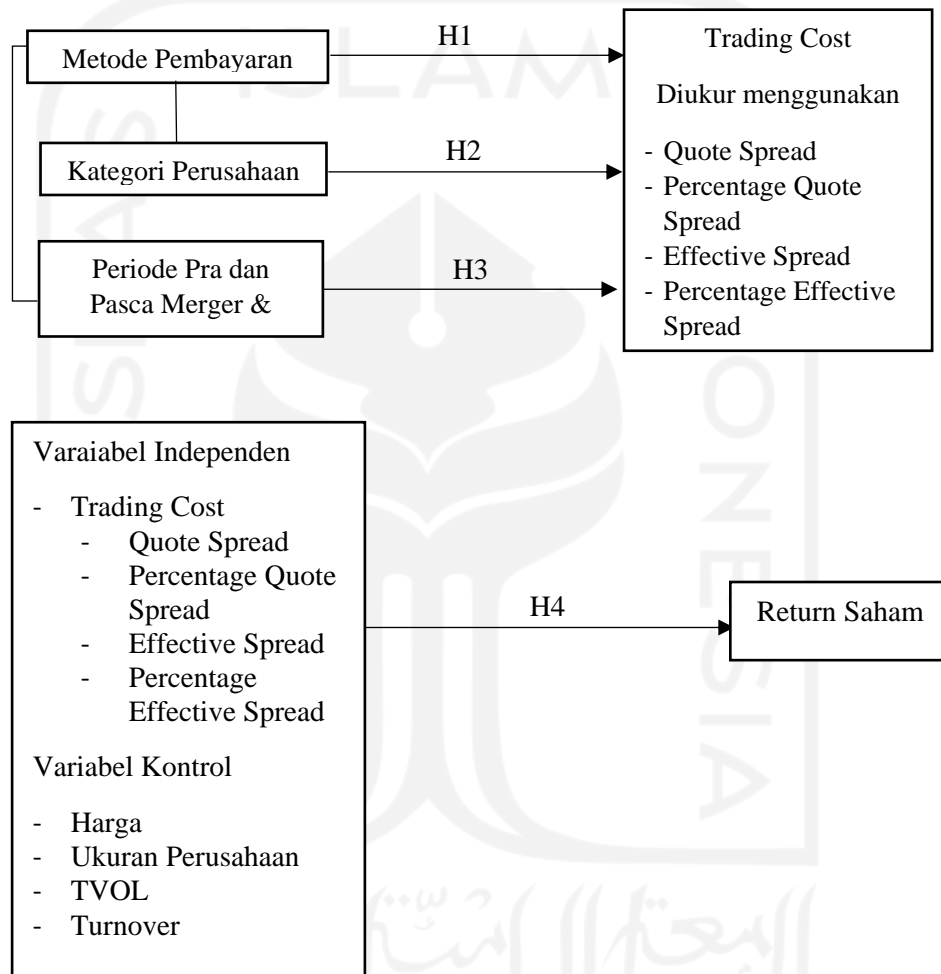 Metode Pembayaran
H1
Kategori Perusahaan
H2
Periode Pra dan
Pasca Merger &
H3
Trading Cost
Diukur menggunakan
- Quote Spread
- Percentage Quote
Spread
- Effective Spread
- Percentage Effective
Spread
Varaiabel Independen
- Trading Cost
- Quote Spread
- Percentage Quote
Spread
- Effective Spread
- Percentage
Effective Spread
Variabel Kontrol
- Harga
- Ukuran Perusahaan
- TVOL
- Turnover
H4
Return Saham
ISLAM
ONESIA